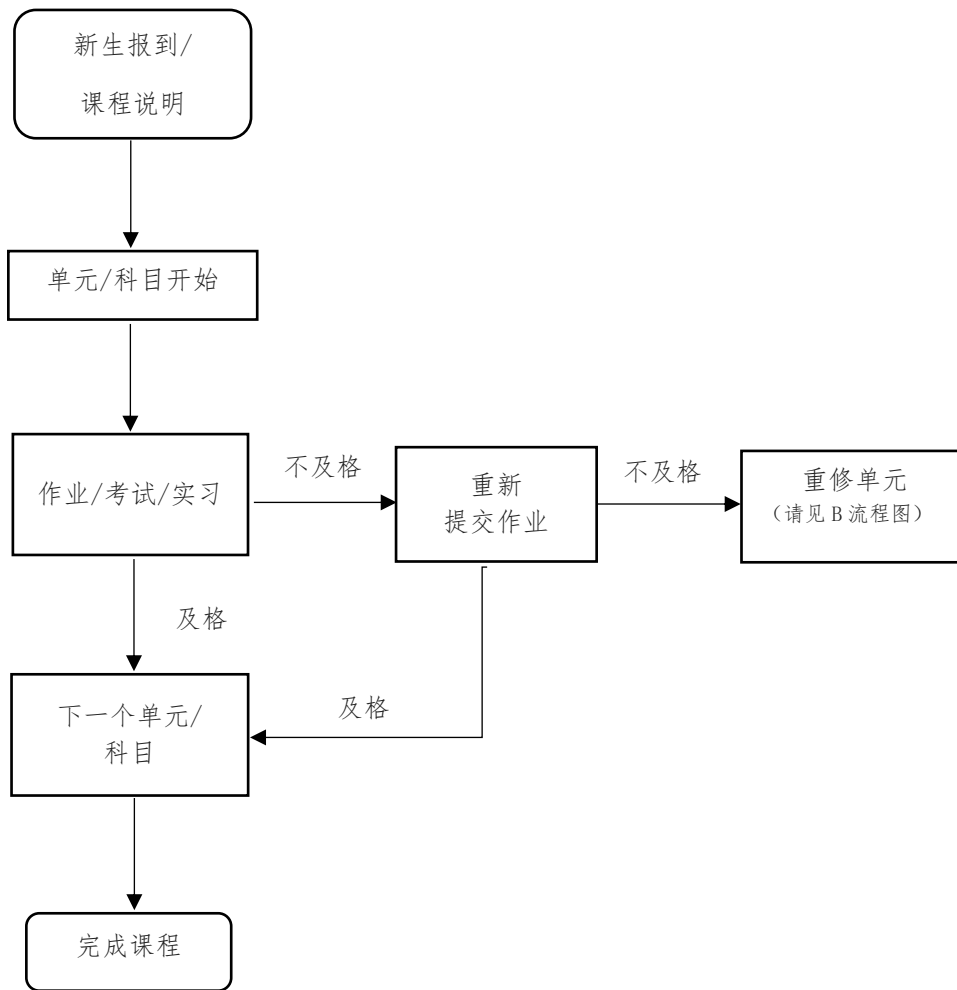 新生报到/
课程说明
单元/科目开始
作业/考试/实习
不及格
重新
提交作业
不及格
重修单元
（请见 B 流程图）
及格
下一个单元/
科目
及格
完成课程